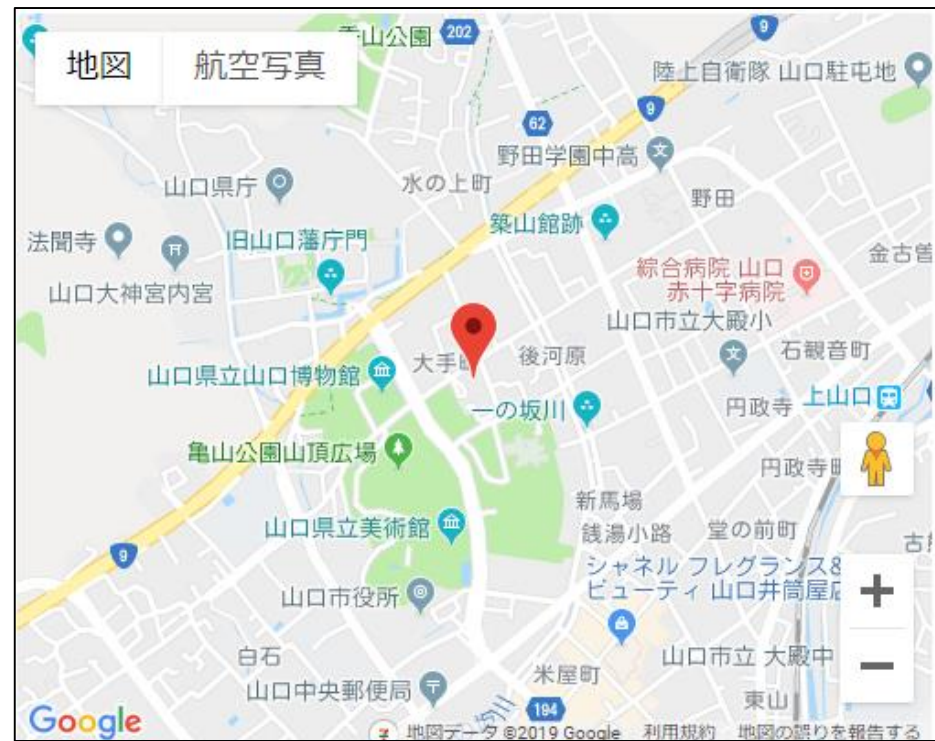 香山公園
202
9
地図
航空写真
陸上自衛隊 山口駐屯地
9
62
野田学園中高
山口県庁
水の上町
野田
築山館跡
法聞寺
旧山口藩庁門
金古曽
綜合病院 山口
赤十字病院
山口大神宮内宮
山口市立大殿小
大手町
後河原
石観音町
山口県立山口博物館
一の坂川
円政寺
上山口
亀山公園山頂広場
円政寺町
新馬場
山口県立美術館
銭湯小路
堂の前町
9
シャネル フレグランス&
ビューティ 山口井筒屋店
山口市役所
白石
山口市立 大殿中
米屋町
山口中央郵便局
194
東山
Google
地図データ ©2019 Google
利用規約
地図の誤りを報告する